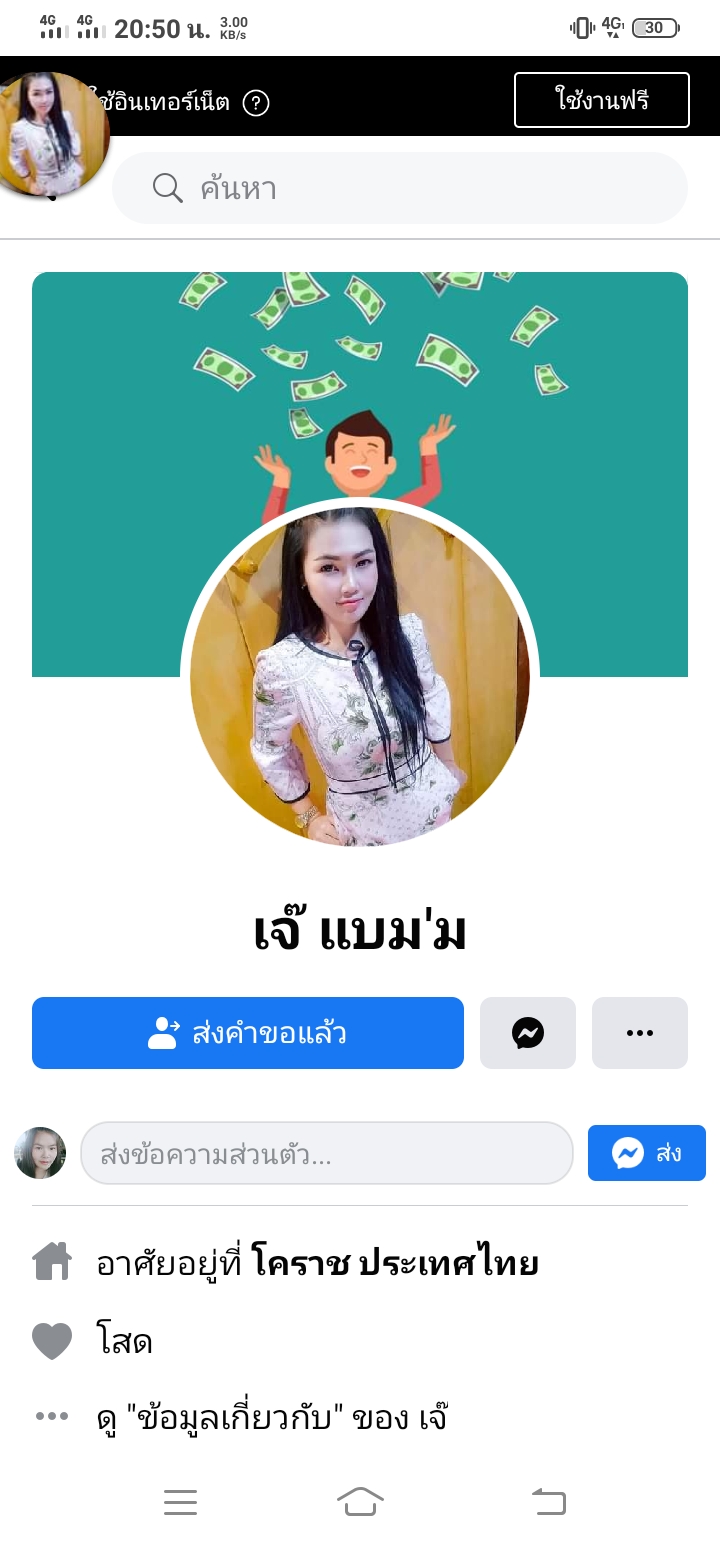 4G 4G 20:50 น. 3.00 KB/s 4G 30
ช้อินเทอร์เน็ต ? ใช้งานฟรี
ค้นหา
เจ๊ แบม'ม
ส่งคำขอแล้ว
ส่งข้อความส่วนตัว... ส่ง
อาศัยอยู่ที่ โคราช ประเทศไทย
โสด
ดู "ข้อมูลเกี่ยวกับ" ของ เจ๊